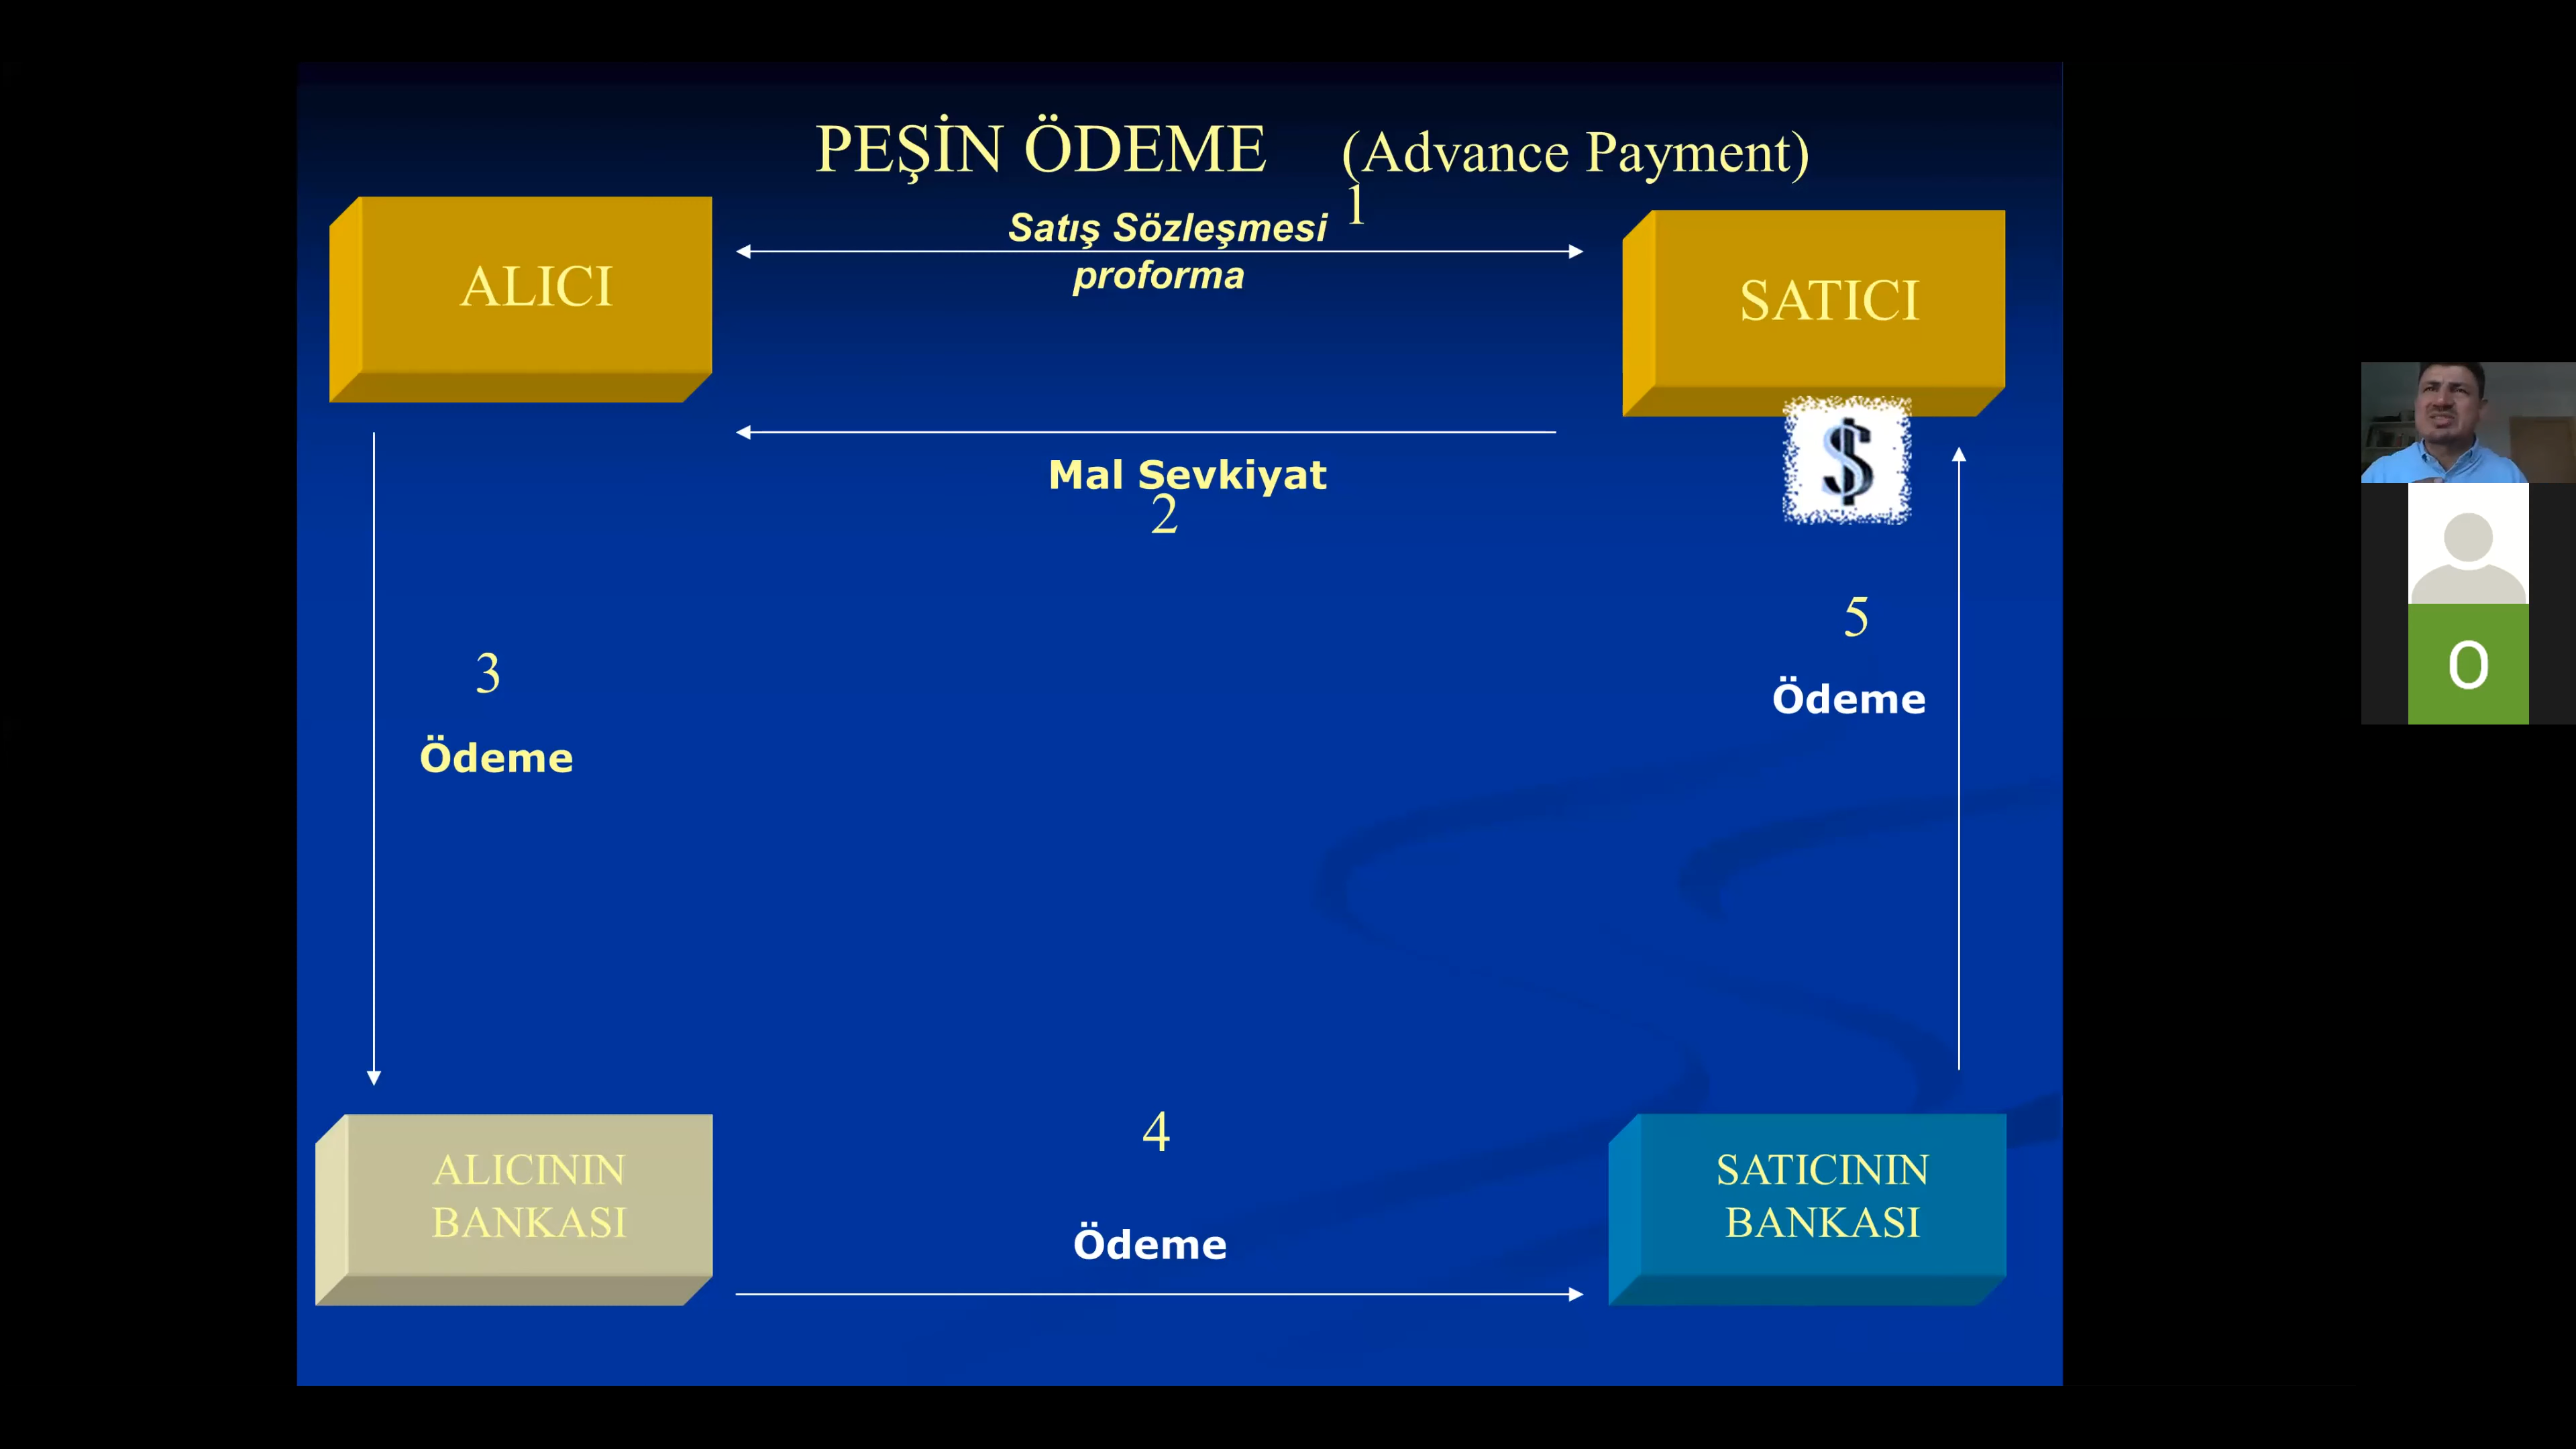 PEŞİN ÖDEME (Advance Payment)
1
Satış Sözleşmesi
proforma
ALICI
SATICI
$
Mal Sevkiyat
2
3
Ödeme
5
Ödeme
4
Ödeme
ALICININ
BANKASI
SATICININ
BANKASI
O